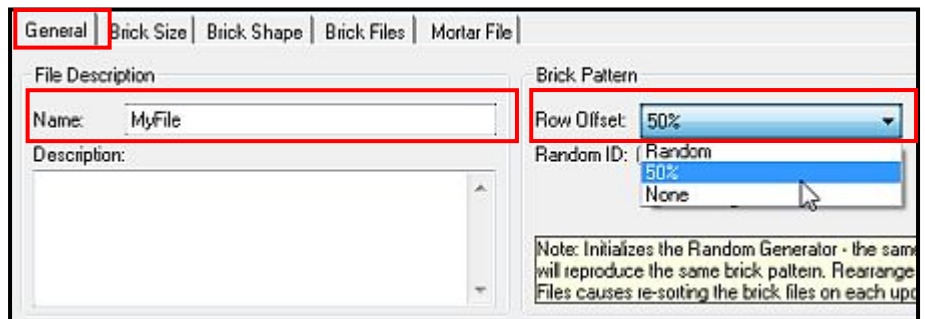 General Brick Size Brick Shape Brick Files Mortar File
File Description
Name: MyFile
Description:
Brick Pattern
Row Offset: 50%
Random ID:
Random
50%
None
Note: Initializes the Random Generator - the same
will reproduce the same brick pattern. Rearrange
Files causes re-sorting the brick files on each